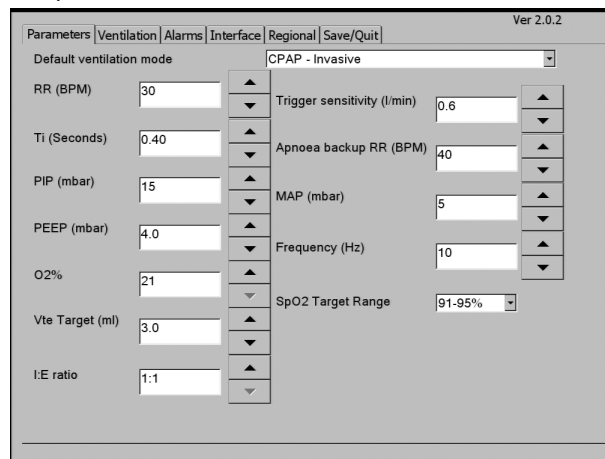 Ver 2.0.2
Parameters Ventilation Alarms Interface Regional Save/Quit
Default ventilation mode CPAP - Invasive
RR (BPM) 30
Ti (Seconds) 0.40
PIP (mbar) 15
PEEP (mbar) 4.0
O2% 21
Vte Target (ml) 3.0
I:E ratio 1:1
Trigger sensitivity (l/min) 0.6
Apnoea backup RR (BPM) 40
MAP (mbar) 5
Frequency (Hz) 10
SpO2 Target Range 91-95%